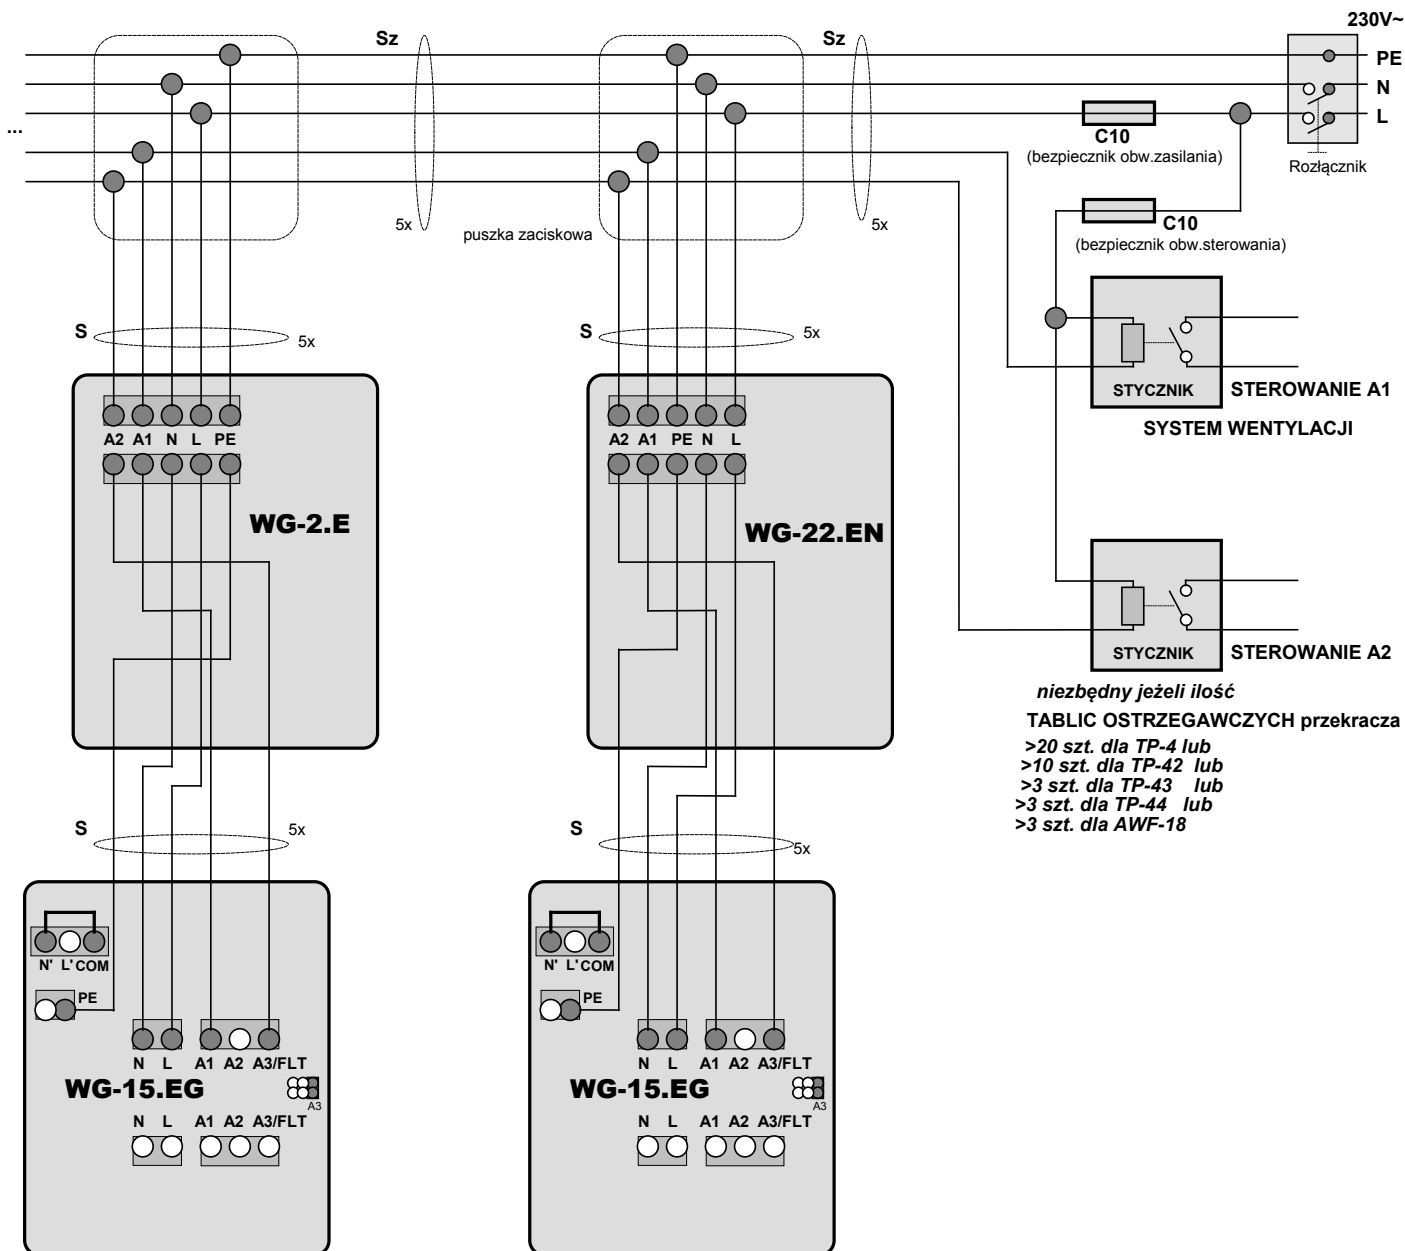 230V~
Sz
Sz
PE
N
L
...
C10
(bezpiecznik obw.zasilania)
Rozłącznik
5x
puszka zaciskowa
5x
C10
(bezpiecznik obw.sterowania)
S
5x
S
5x
STYCZNIK
STEROWANIE A1
SYSTEM WENTYLACJI
A2 A1 N L PE
A2 A1 PE N L
WG-2.E
WG-22.EN
STYCZNIK
STEROWANIE A2
niezbędny jeżeli ilość
TABLIC OSTRZEGAWCZYCH przekracza
>20 szt. dla TP-4 lub
>10 szt. dla TP-42 lub
>3 szt. dla TP-43 lub
>3 szt. dla TP-44 lub
>3 szt. dla AWF-18
S
5x
S
5x
N' L' COM
PE
N L A1 A2 A3/FLT
WG-15.EG
A3
N L A1 A2 A3/FLT
N' L' COM
PE
N L A1 A2 A3/FLT
WG-15.EG
A3
N L A1 A2 A3/FLT